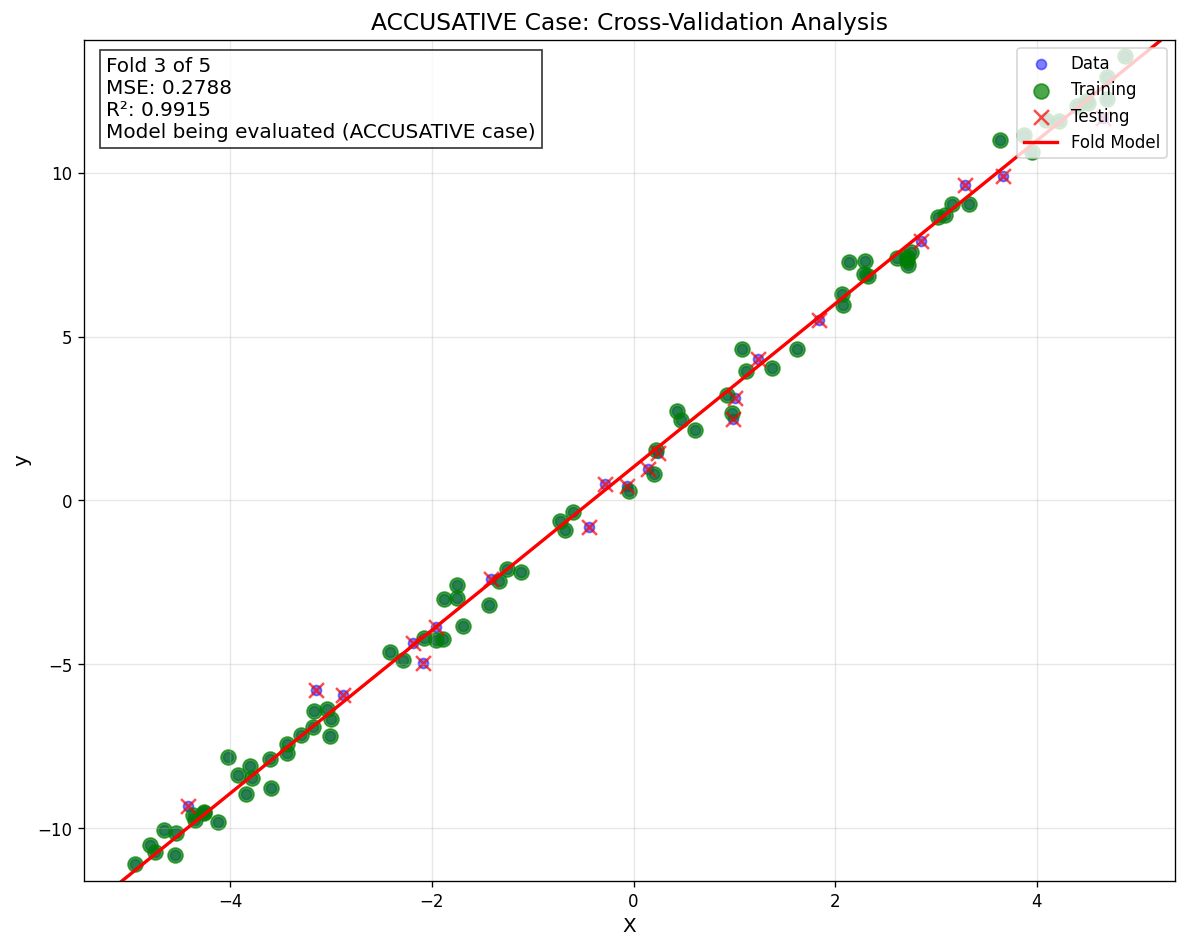 ACCUSATIVE Case: Cross-Validation Analysis
Fold 3 of 5
MSE: 0.2788
R²: 0.9915
Model being evaluated (ACCUSATIVE case)
Data
Training
Testing
Fold Model
10
5
0
−5
−10
y
−4
−2
0
2
4
X